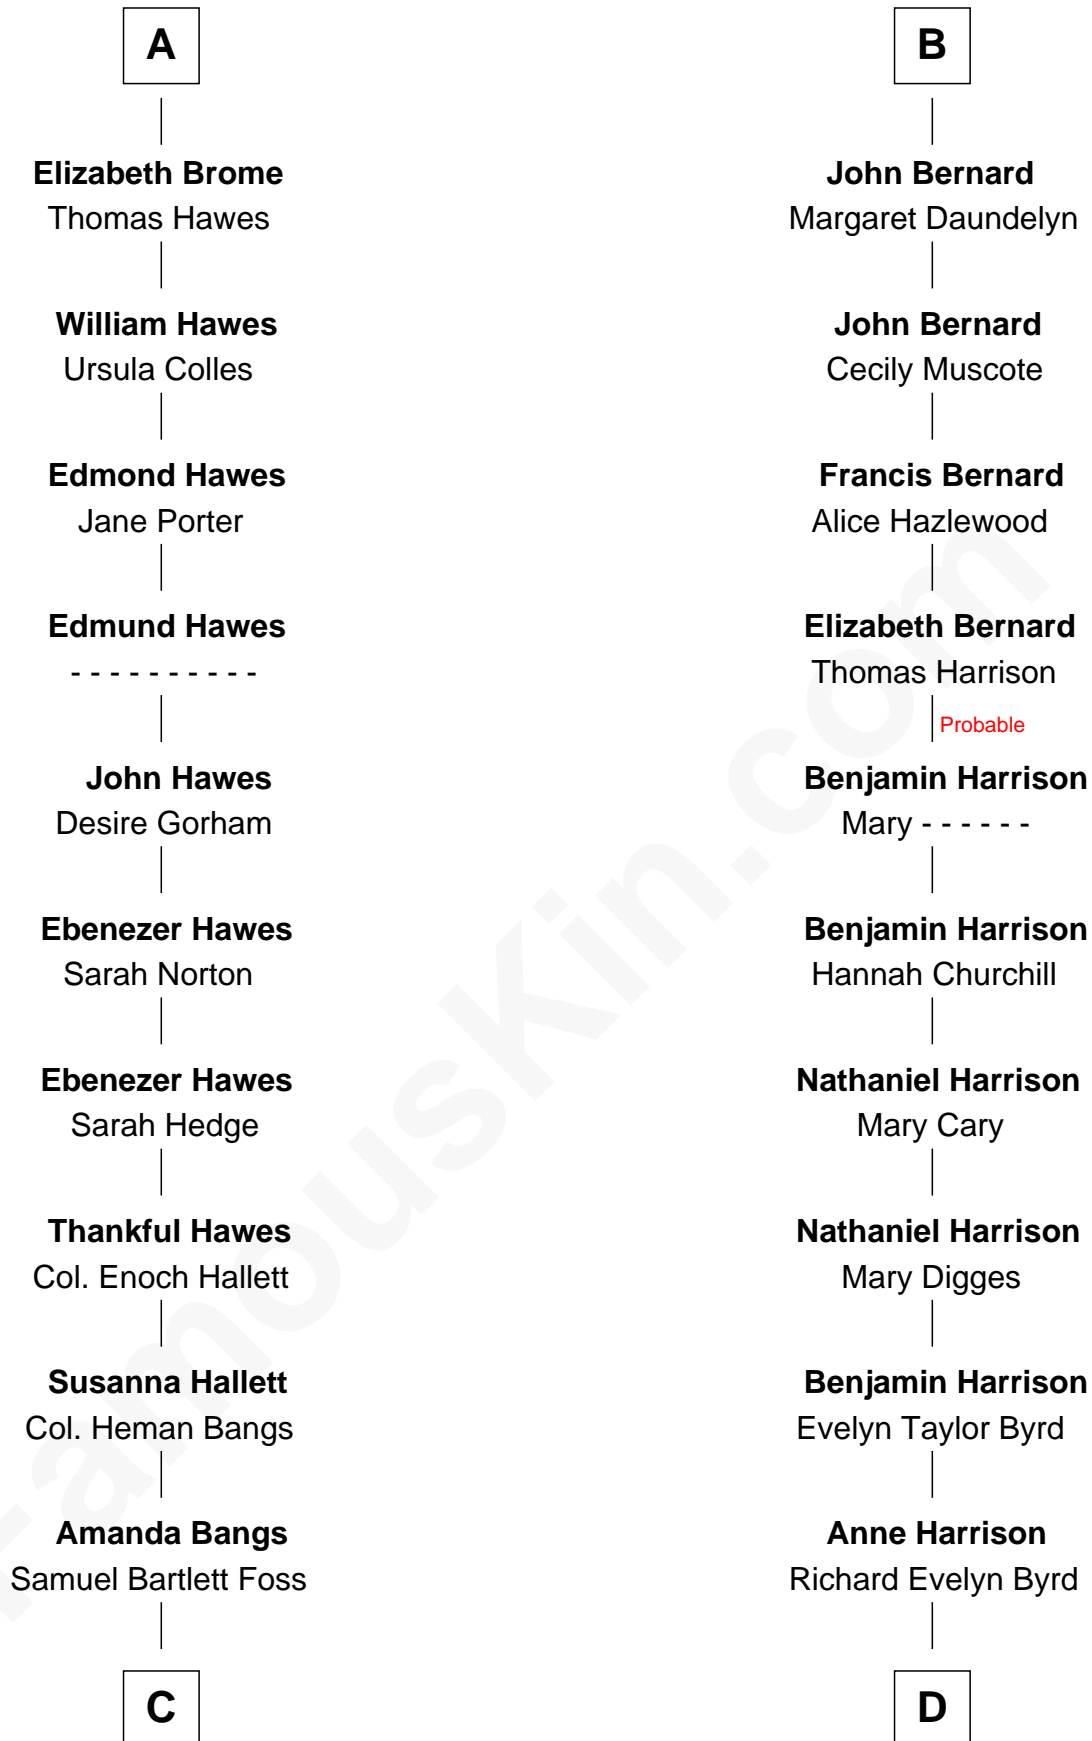 A
Elizabeth Brome
Thomas Hawes
William Hawes
Ursula Colles
Edmond Hawes
Jane Porter
Edmund Hawes
- - - - - - - - - -
John Hawes
Desire Gorham
Ebenezer Hawes
Sarah Norton
Ebenezer Hawes
Sarah Hedge
Thankful Hawes
Col. Enoch Hallett
Susanna Hallett
Col. Heman Bangs
Amanda Bangs
Samuel Bartlett Foss
C
B
John Bernard
Margaret Daundelyn
John Bernard
Cecily Muscote
Francis Bernard
Alice Hazlewood
Elizabeth Bernard
Thomas Harrison
Probable
Benjamin Harrison
Mary - - - - - -
Benjamin Harrison
Hannah Churchill
Nathaniel Harrison
Mary Cary
Nathaniel Harrison
Mary Digges
Benjamin Harrison
Evelyn Taylor Byrd
Anne Harrison
Richard Evelyn Byrd
D
FamousKin.com